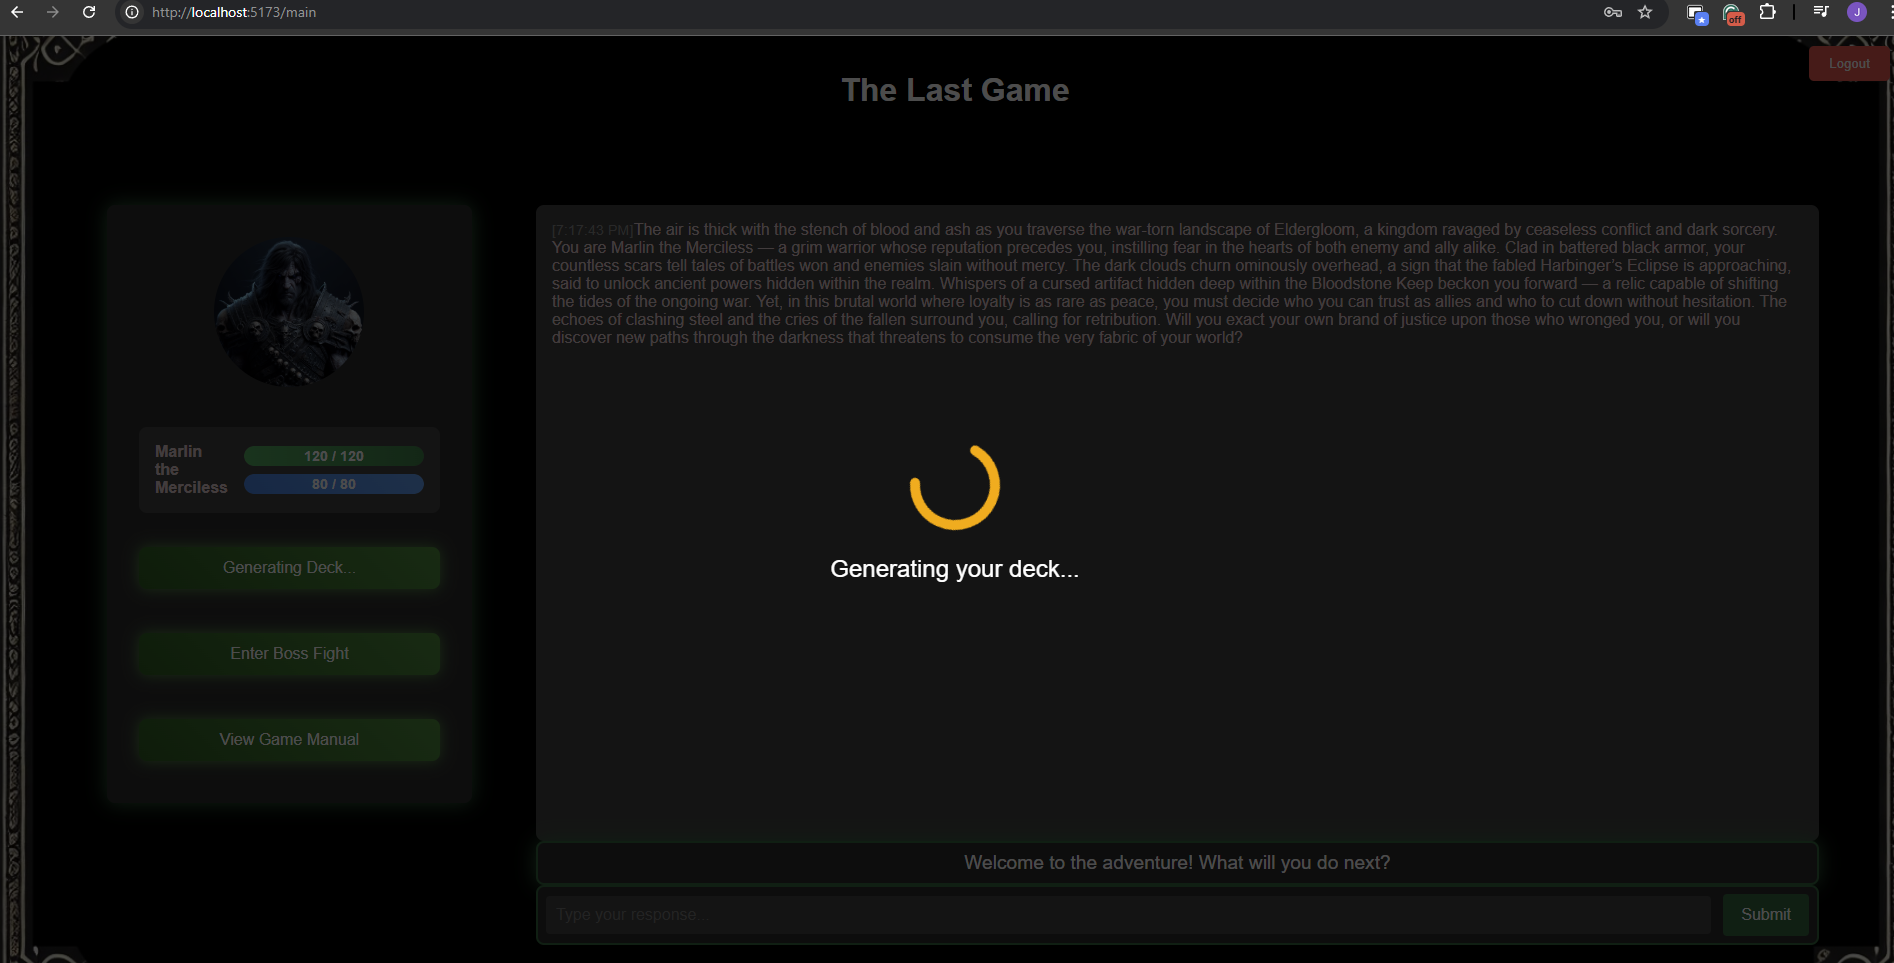 http://localhost:5173/main
off
J
The Last Game
Logout
[7:17:43 PM]The air is thick with the stench of blood and ash as you traverse the war-torn landscape of Eldergloom, a kingdom ravaged by ceaseless conflict and dark sorcery.
You are Marlin the Merciless — a grim warrior whose reputation precedes you, instilling fear in the hearts of both enemy and ally alike. Clad in battered black armor, your
countless scars tell tales of battles won and enemies slain without mercy. The dark clouds churn ominously overhead, a sign that the fabled Harbinger's Eclipse is approaching,
said to unlock ancient powers hidden within the realm. Whispers of a cursed artifact hidden deep within the Bloodstone Keep beckon you forward — a relic capable of shifting
the tides of the ongoing war. Yet, in this brutal world where loyalty is as rare as peace, you must decide who you can trust as allies and who to cut down without hesitation. The
echoes of clashing steel and the cries of the fallen surround you, calling for retribution. Will you exact your own brand of justice upon those who wronged you, or will you
discover new paths through the darkness that threatens to consume the very fabric of your world?
Marlin
the
Merciless
120 / 120
80 / 80
Generating Deck...
Enter Boss Fight
View Game Manual
Generating your deck...
Welcome to the adventure! What will you do next?
Type your response...
Submit